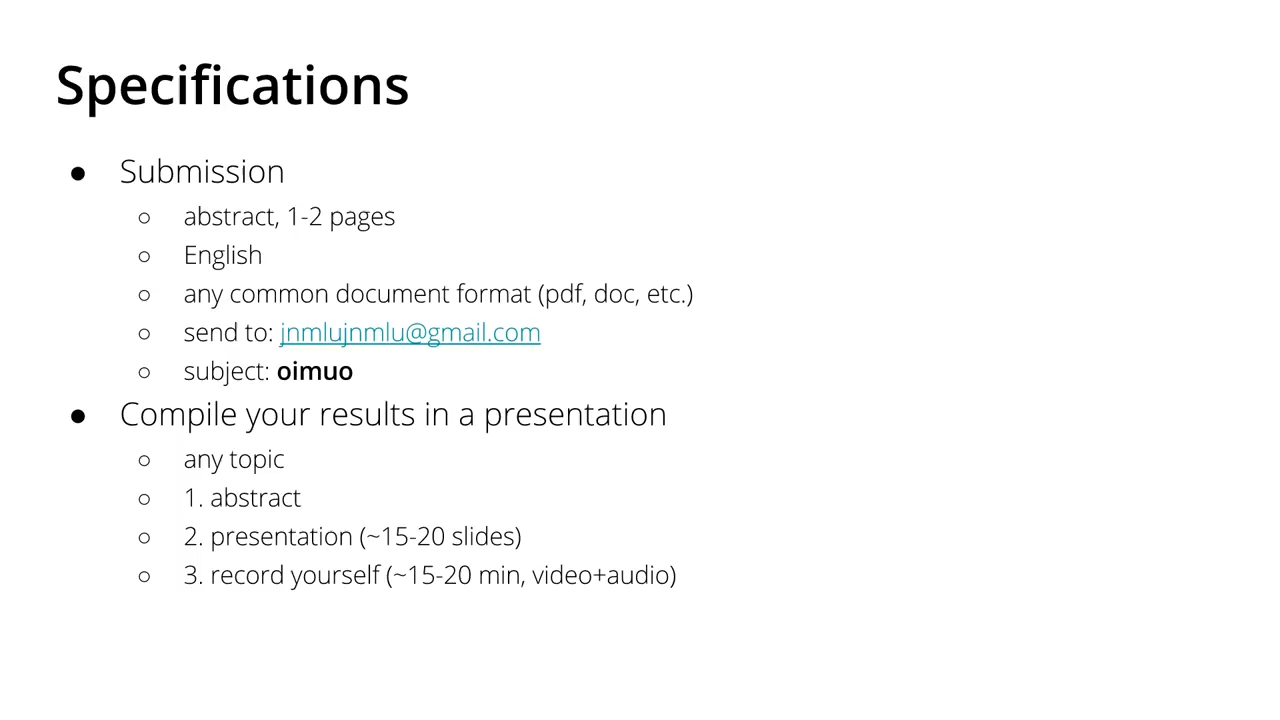 Specifications
● Submission
○ abstract, 1-2 pages
○ English
○ any common document format (pdf, doc, etc.)
○ send to: jnmlujnmlu@gmail.com
○ subject: oimuo
● Compile your results in a presentation
○ any topic
○ 1. abstract
○ 2. presentation (~15-20 slides)
○ 3. record yourself (~15-20 min, video+audio)